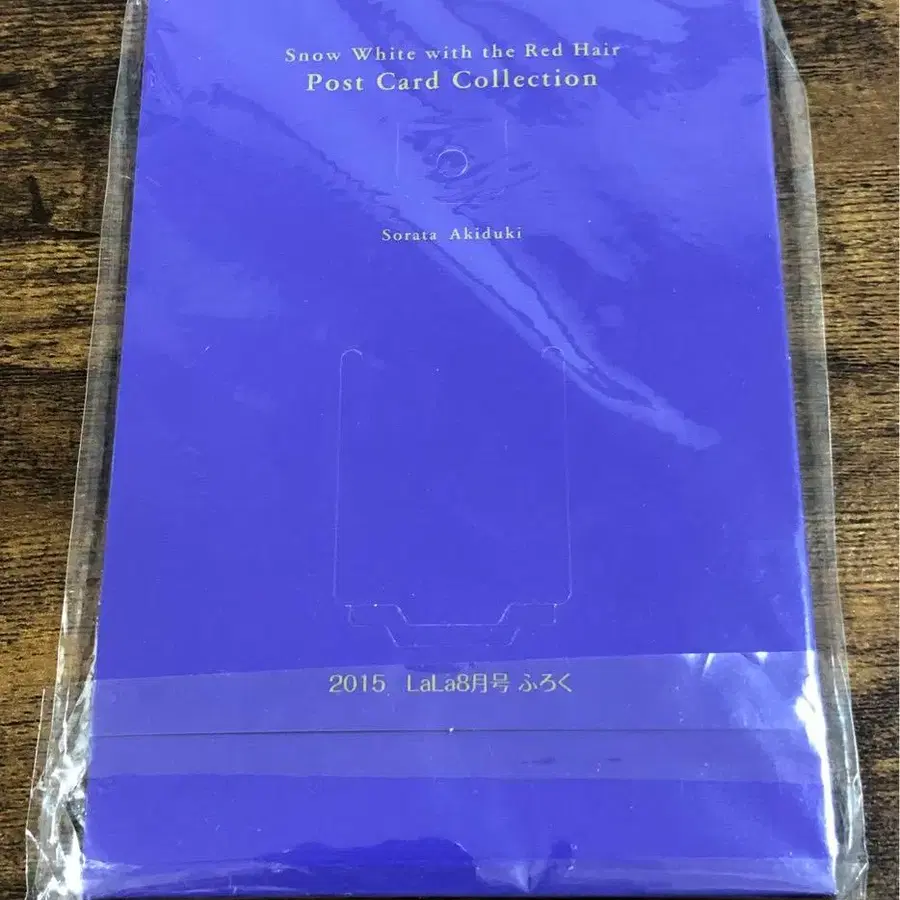 Snow White with the Red Hair
Post Card Collection
Sorata Akiduki
2015 LaLa8月号 ふろく